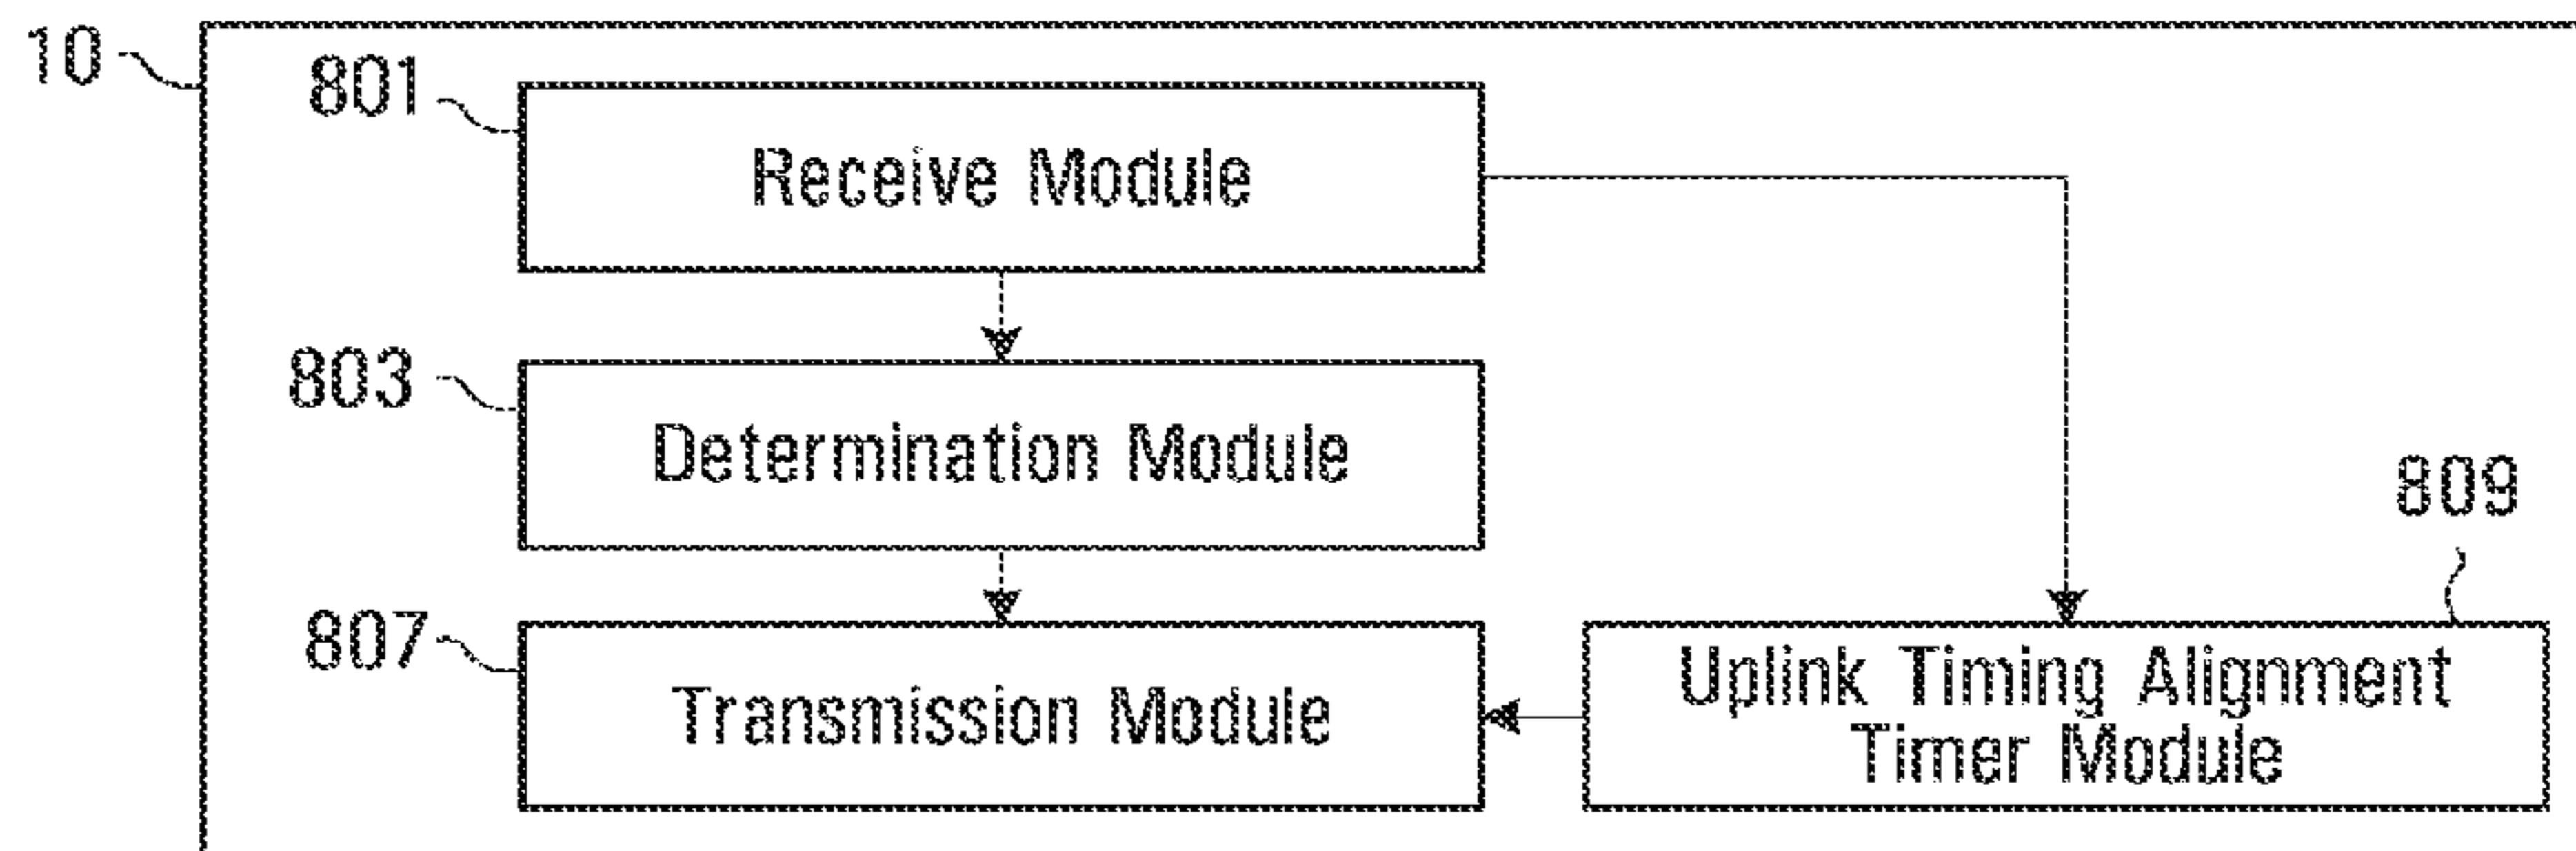 10
801
Receive Module
803
Determination Module
809
807
Transmission Module
Uplink Timing Alignment
Timer Module